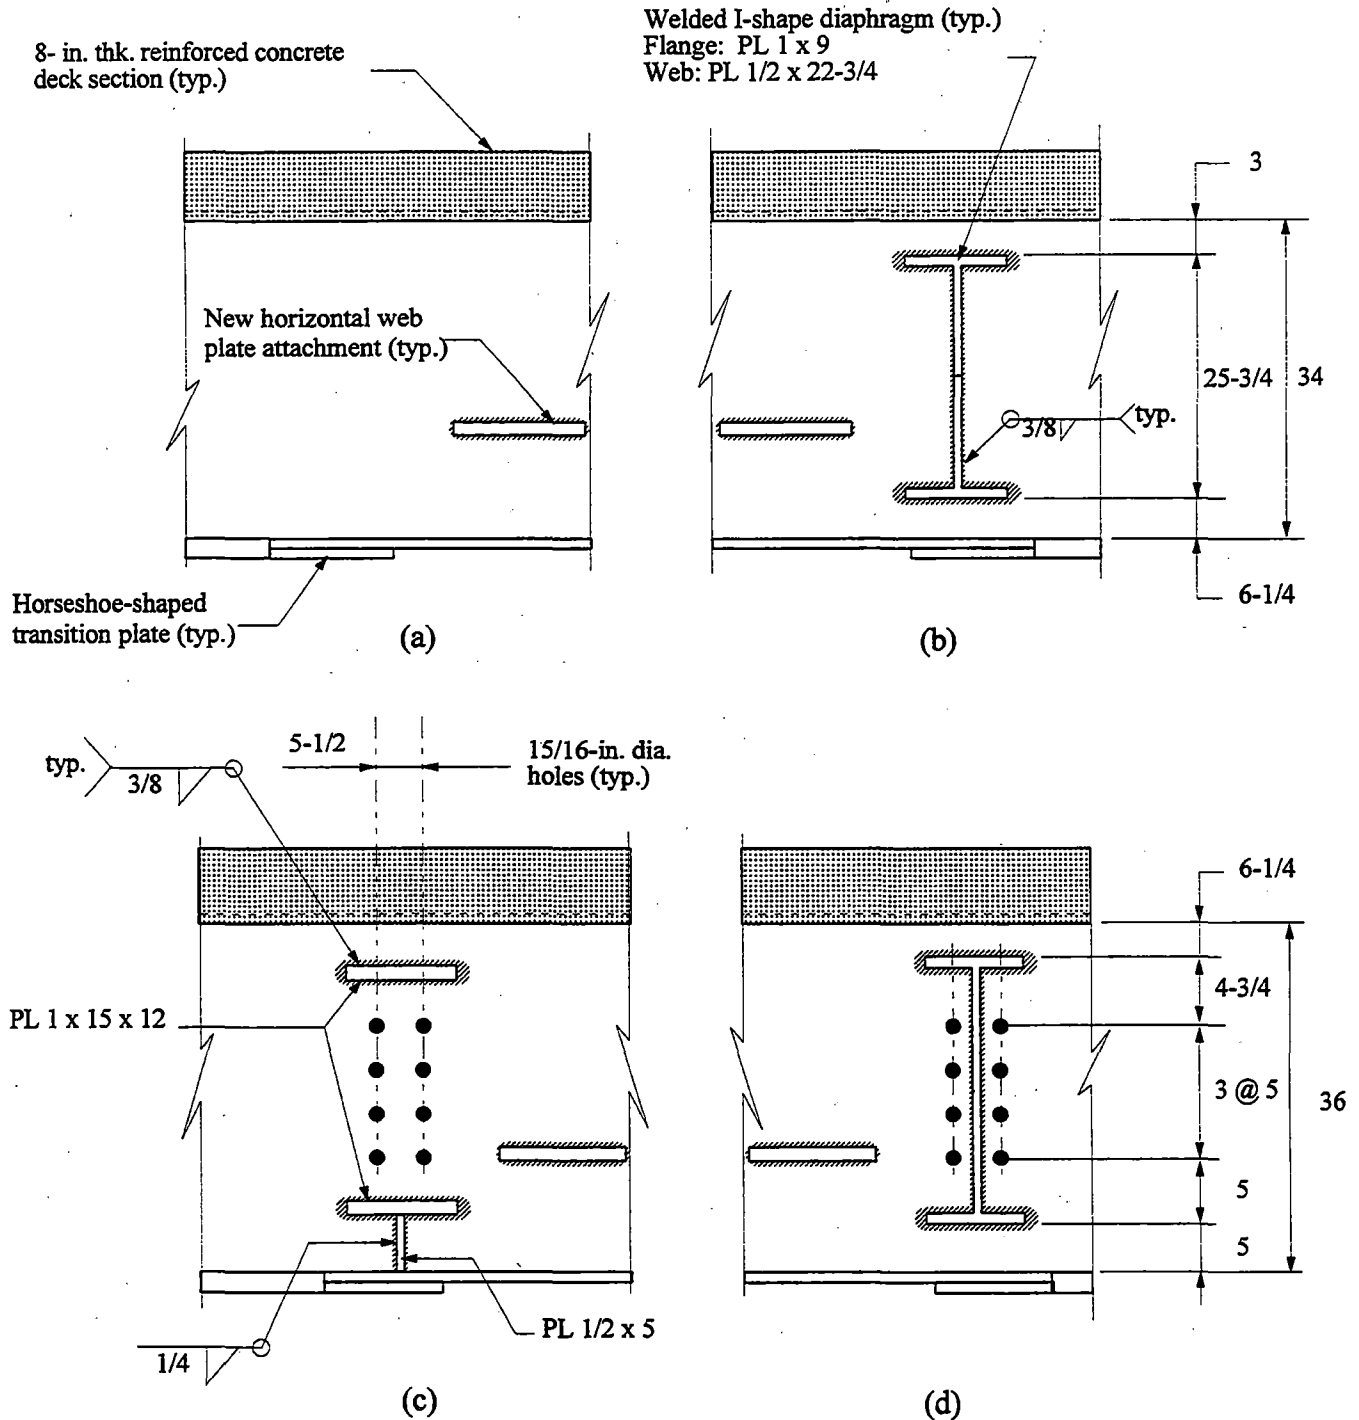 Welded I-shape diaphragm (typ.)
Flange: PL 1 x 9
Web: PL 1/2 x 22-3/4
8- in. thk. reinforced concrete
deck section (typ.)
3
New horizontal web
plate attachment (typ.)
25-3/4
34
3/8
typ.
Horseshoe-shaped
transition plate (typ.)
6-1/4
(a)
(b)
5-1/2
15/16-in. dia.
holes (typ.)
typ.
3/8
6-1/4
4-3/4
PL 1 x 15 x 12
3 @ 5
36
5
5
PL 1/2 x 5
1/4
(c)
(d)